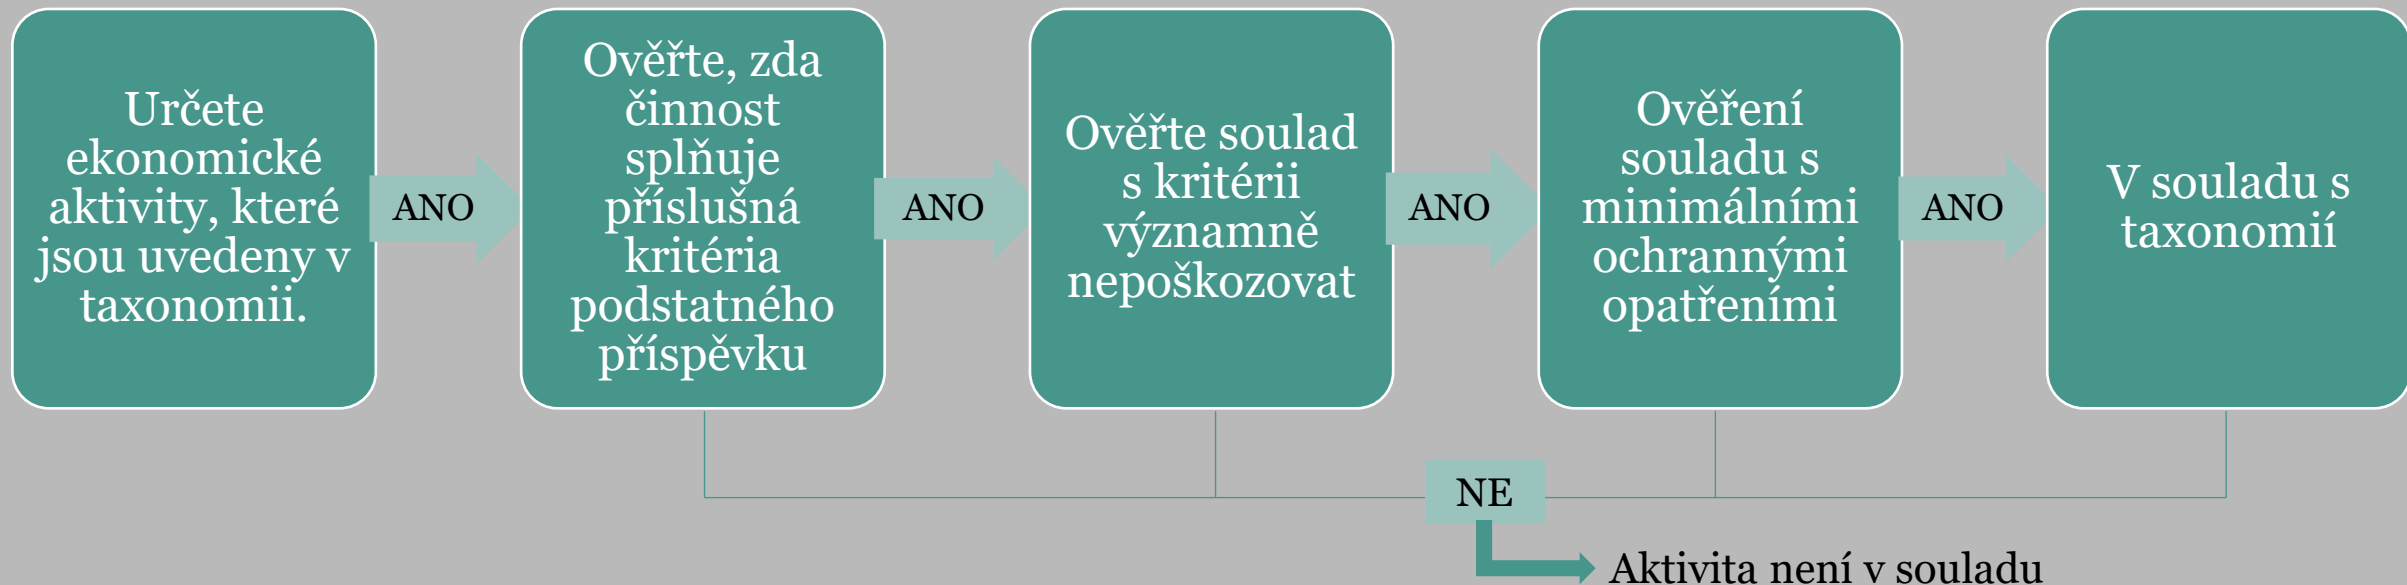 Určete
ekonomické
aktivity, které
jsou uvedeny v
taxonomii.
ANO
Ověřte, zda
činnost
splňuje
příslušná
kritéria
podstatného
příspěvku
ANO
Ověřte soulad
s kritérii
významně
nepoškozovat
ANO
Ověření
souladu s
minimálními
ochrannými
opatřeními
ANO
V souladu s
taxonomií
NE
Aktivita není v souladu